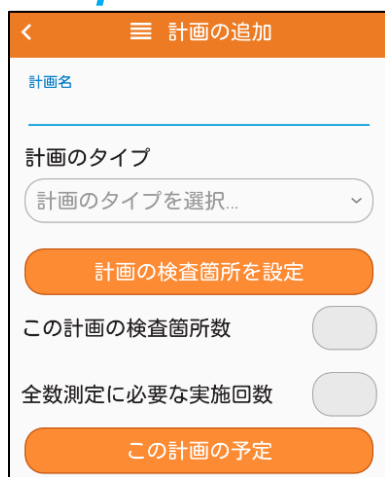 計画の追加
計画名
計画のタイプ
計画のタイプを選択...
計画の検査箇所を設定
この計画の検査箇所数
全数測定に必要な実施回数
この計画の予定